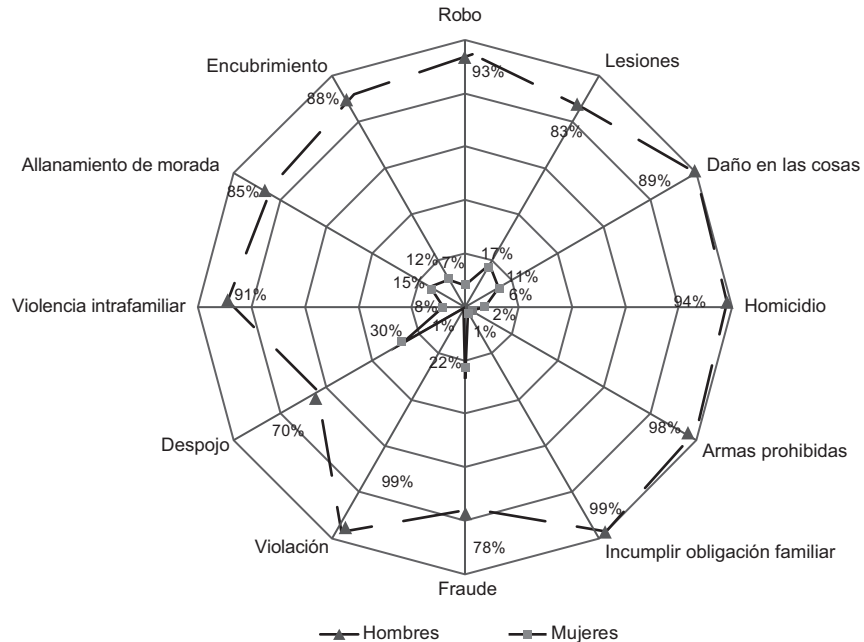 Robo
Encubrimiento
Lesiones
93%
88%
83%
Allanamiento de morada
Daño en las cosas
85%
89%
12%
7%
17%
15%
11%
Violencia intrafamiliar
91%
8%
6%
94%
Homicidio
30%
1%
1%
2%
22%
Despojo
70%
98%
Armas prohibidas
99%
99%
Violación
78%
Incumplir obligación familiar
Fraude
Hombres
Mujeres